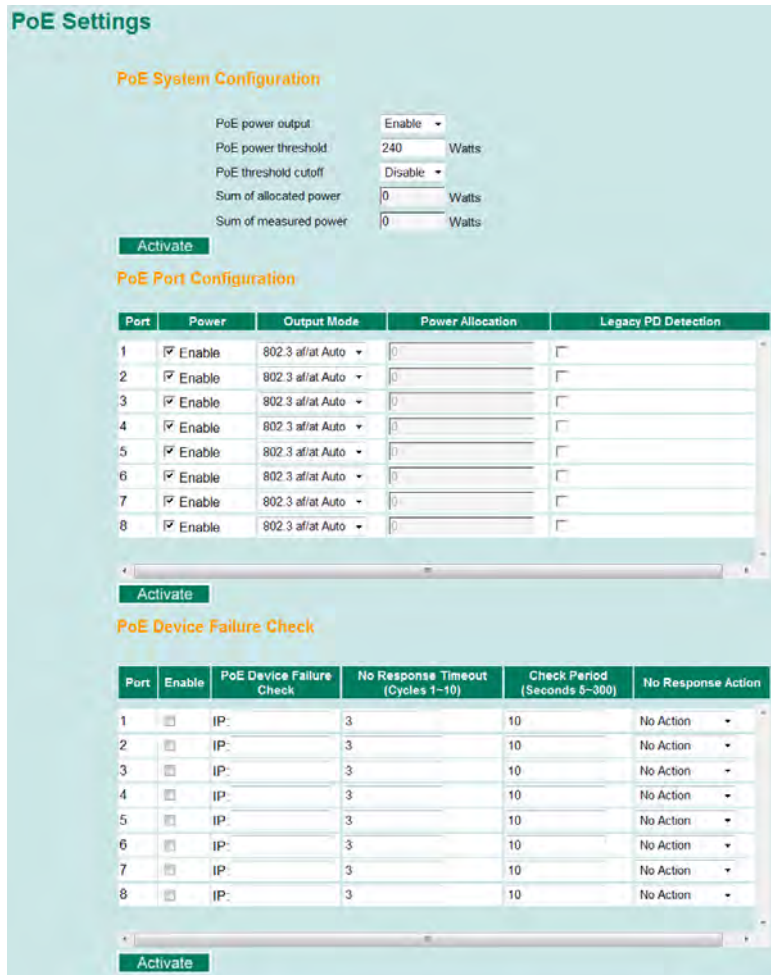 PoE Settings
PoE System Configuration
PoE power output Enable
PoE power threshold 240 Watts
PoE threshold cutoff Disable
Sum of allocated power 0 Watts
Sum of measured power 0 Watts
Activate
PoE Port Configuration
Port Power Output Mode Power Allocation Legacy PD Detection
1 Enable 802.3 af/at Auto 0
2 Enable 802.3 af/at Auto 0
3 Enable 802.3 af/at Auto 0
4 Enable 802.3 af/at Auto 0
5 Enable 802.3 af/at Auto 0
6 Enable 802.3 af/at Auto 0
7 Enable 802.3 af/at Auto 0
8 Enable 802.3 af/at Auto 0
Activate
PoE Device Failure Check
Port Enable PoE Device Failure Check No Response Timeout (Cycles 1~10) Check Period (Seconds 5~300) No Response Action
1 IP: 3 10 No Action
2 IP: 3 10 No Action
3 IP: 3 10 No Action
4 IP: 3 10 No Action
5 IP: 3 10 No Action
6 IP: 3 10 No Action
7 IP: 3 10 No Action
8 IP: 3 10 No Action
Activate